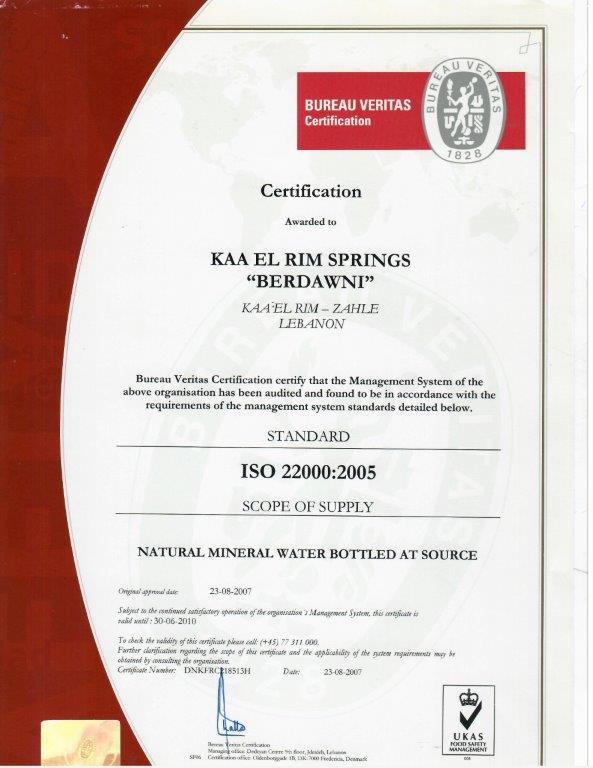 BUREAU VERITAS
Certification
BUREAU VERITAS
1828
Certification
Awarded to
KAA EL RIM SPRINGS
“BERDAWNI”
KAA'EL RIM – ZAHLE
LEBANON
Bureau Veritas Certification certify that the Management System of the
above organisation has been audited and found to be in accordance with the
requirements of the management system standards detailed below.
STANDARD
ISO 22000:2005
SCOPE OF SUPPLY
NATURAL MINERAL WATER BOTTLED AT SOURCE
Original approval date: 23-08-2007
Subject to the continued satisfactory operation of the organisation's Management System, this certificate is
valid until : 30-06-2010
To check the validity of this certificate please call: (+45) 77 311 000.
Further clarification regarding the scope of this certificate and the applicability of the system requirements may be
obtained by consulting the organisation.
Certificate Number: DNKFRC218513H Date: 23-08-2007
Bureau Veritas Certification
Managing office: Dedeyan Centre 9th floor, Jdeideh, Lebanon
SF06 Certification office: Oldenborggade 1B, DK-7000 Fredericia, Denmark
UKAS
FOOD SAFETY
MANAGEMENT
008